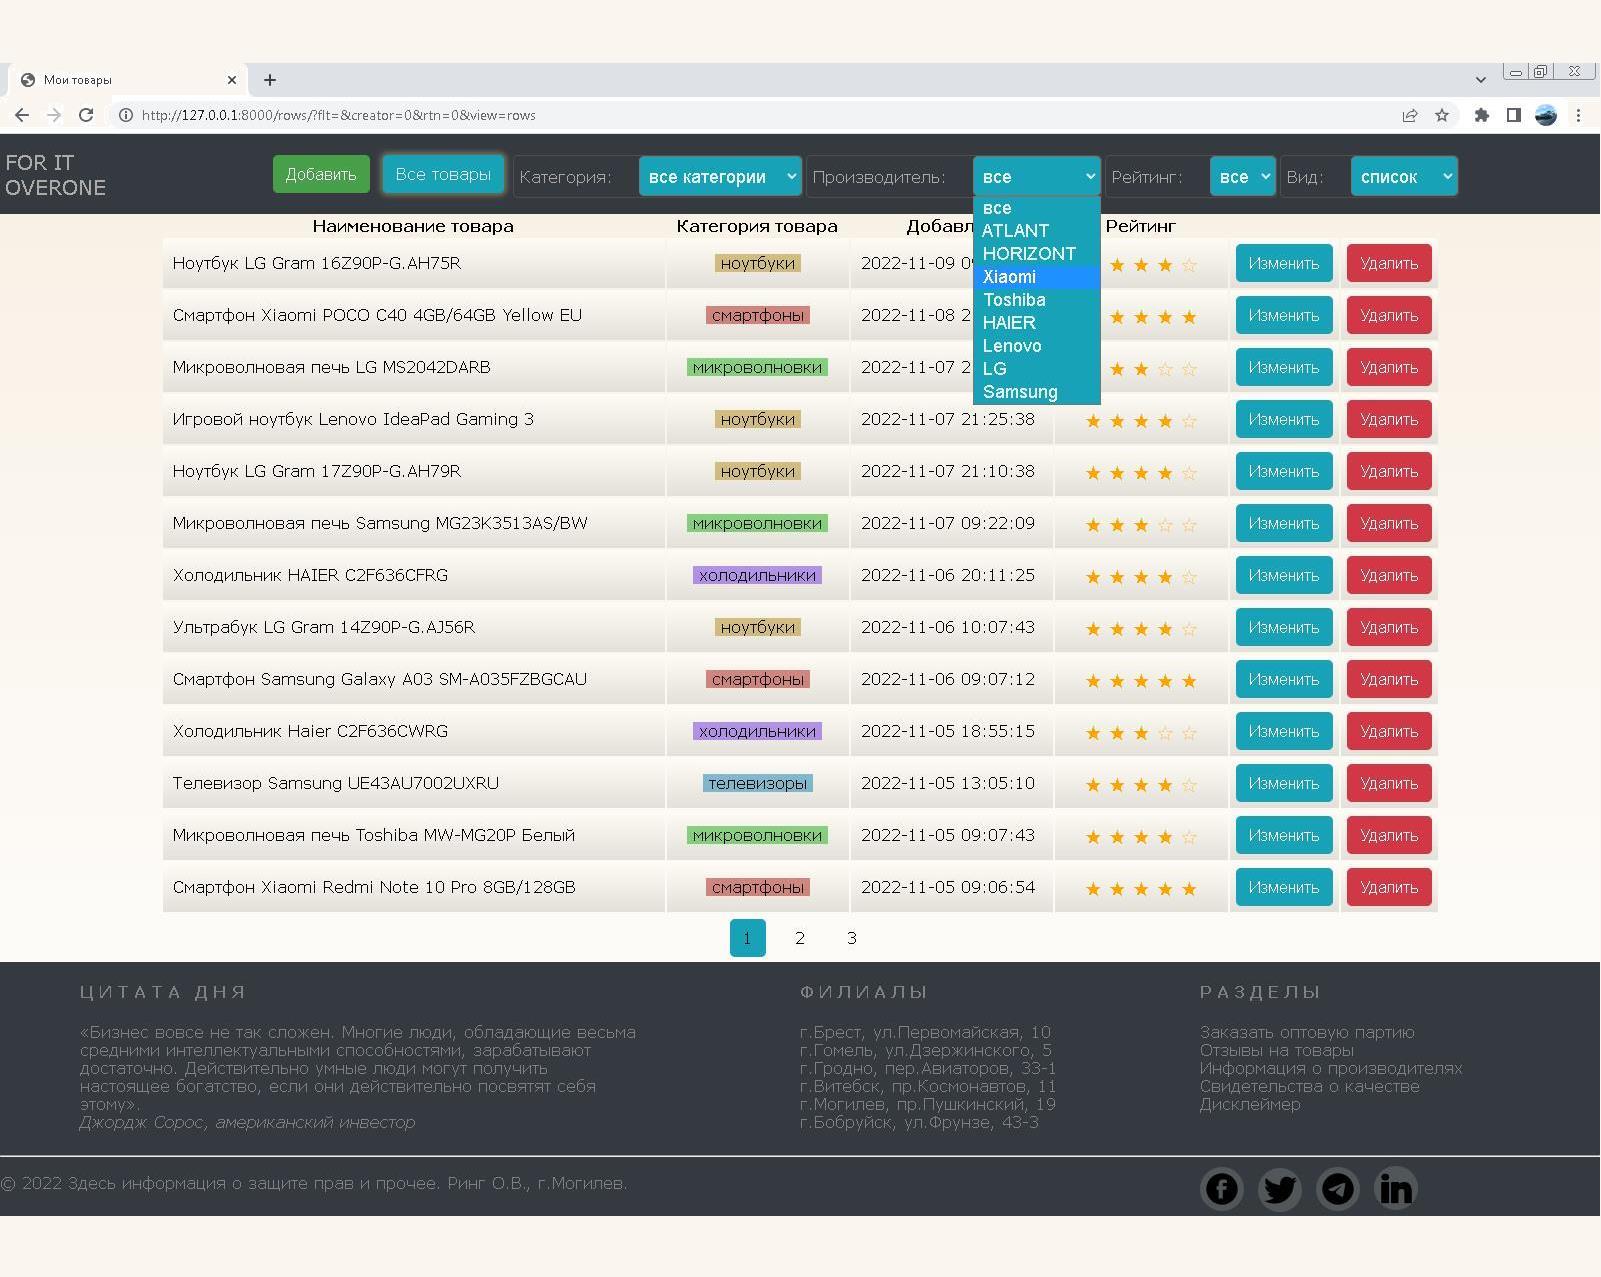 Мои товары
http://127.0.0.1:8000/rows/?flt=&creator=0&rtn=0&view=rows
FOR IT
OVERONE
Добавить
Все товары
Категория:
все категории
Производитель:
все
Рейтинг:
все
Вид:
список
все
ATLANT
HORIZONT
Xiaomi
Toshiba
HAIER
Lenovo
LG
Samsung
Наименование товара Категория товара Рейтинг
Ноутбук LG Gram 16Z90P-G.AH75R ноутбуки 2022-11-09 Изменить Удалить
Смартфон Xiaomi POCO C40 4GB/64GB Yellow EU смартфоны 2022-11-08 Изменить Удалить
Микроволновая печь LG MS2042DARB микроволновки 2022-11-07 Изменить Удалить
Игровой ноутбук Lenovo IdeaPad Gaming 3 ноутбуки 2022-11-07 21:25:38 Изменить Удалить
Ноутбук LG Gram 17Z90P-G.AH79R ноутбуки 2022-11-07 21:10:38 Изменить Удалить
Микроволновая печь Samsung MG23K3513AS/BW микроволновки 2022-11-07 09:22:09 Изменить Удалить
Холодильник HAIER C2F636CFRG холодильники 2022-11-06 20:11:25 Изменить Удалить
Ультрабук LG Gram 14Z90P-G.AJ56R ноутбуки 2022-11-06 10:07:43 Изменить Удалить
Смартфон Samsung Galaxy A03 SM-A035FZBGCAU смартфоны 2022-11-06 09:07:12 Изменить Удалить
Холодильник Haier C2F636CWRG холодильники 2022-11-05 18:55:15 Изменить Удалить
Телевизор Samsung UE43AU7002UXRU телевизоры 2022-11-05 13:05:10 Изменить Удалить
Микроволновая печь Toshiba MW-MG20P Белый микроволновки 2022-11-05 09:07:43 Изменить Удалить
Смартфон Xiaomi Redmi Note 10 Pro 8GB/128GB смартфоны 2022-11-05 09:06:54 Изменить Удалить
1 2 3
ЦИТАТА ДНЯ
«Бизнес вовсе не так сложен. Многие люди, обладающие весьма
средними интеллектуальными способностями, зарабатывают
достаточно. Действительно умные люди могут получить
настоящее богатство, если они действительно посвятят себя
этому».
Джордж Сорос, американский инвестор
ФИЛИАЛЫ
г.Брест, ул.Первомайская, 10
г.Гомель, ул.Дзержинского, 5
г.Гродно, пер.Авиаторов, 33-1
г.Витебск, пр.Космонавтов, 11
г.Могилев, пр.Пушкинский, 19
г.Бобруйск, ул.Фрунзе, 43-3
РАЗДЕЛЫ
Заказать оптовую партию
Отзывы на товары
Информация о производителях
Свидетельства о качестве
Дисклеймер
© 2022 Здесь информация о защите прав и прочее. Ринг О.В., г.Могилев.